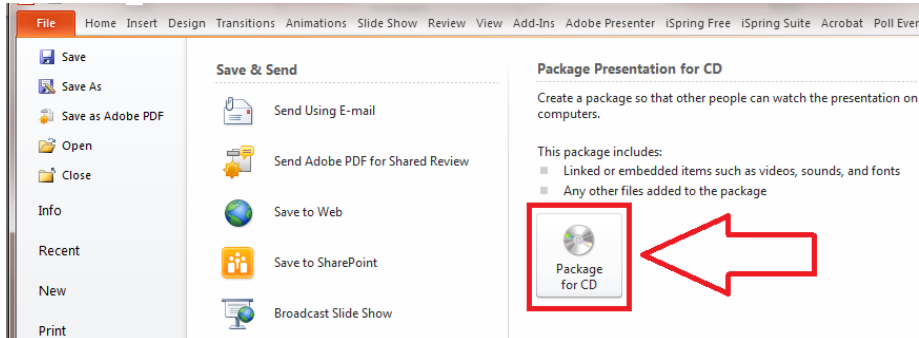 File Home Insert Design Transitions Animations Slide Show Review View Add-Ins Adobe Presenter iSpring Free iSpring Suite Acrobat Poll Ever
Save
Save As
Save as Adobe PDF
Open
Close
Info
Recent
New
Print
Save & Send
Send Using E-mail
Send Adobe PDF for Shared Review
Save to Web
Save to SharePoint
Broadcast Slide Show
Package Presentation for CD
Create a package so that other people can watch the presentation on
computers.
This package includes:
Linked or embedded items such as videos, sounds, and fonts
Any other files added to the package
Package
for CD